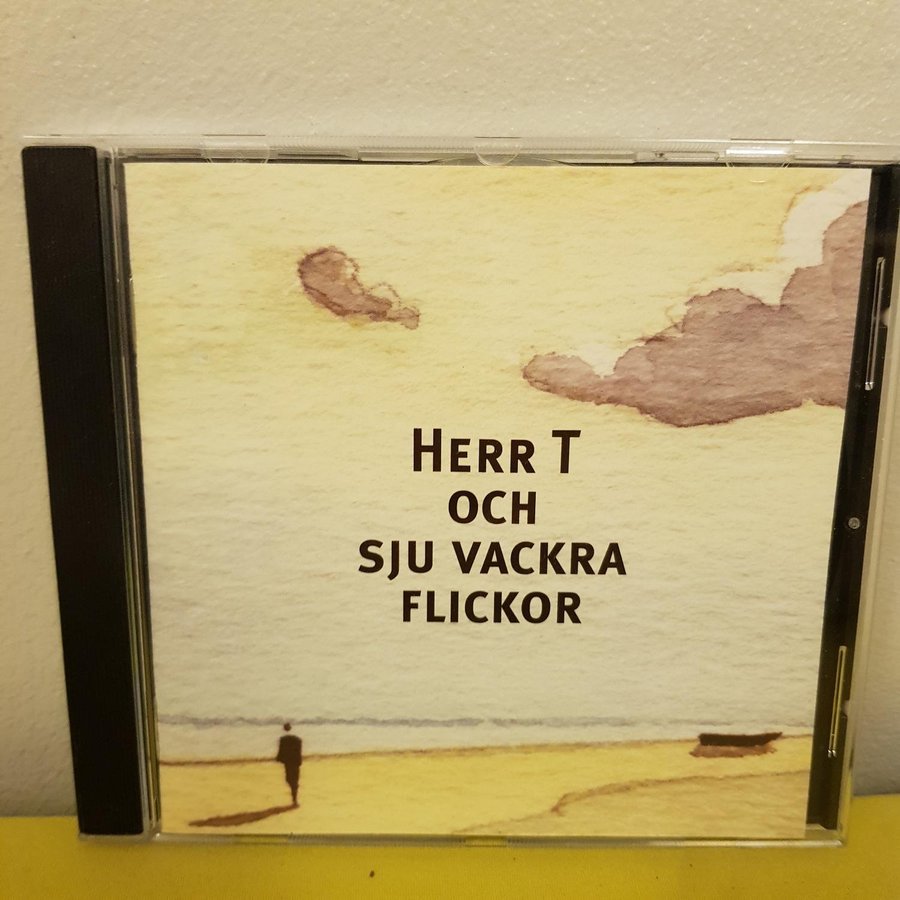 HERR T
OCH
SJU VACKRA
FLICKOR